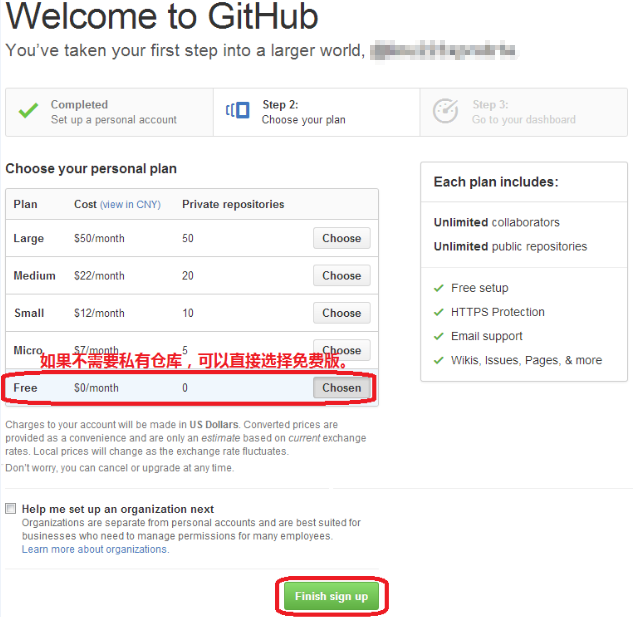 Welcome to GitHub
You've taken your first step into a larger world,
Completed
Set up a personal account
Step 2:
Choose your plan
Step 3:
Go to your dashboard
Choose your personal plan
Plan Cost (view in CNY) Private repositories
Large $50/month 50 Choose
Medium $22/month 20 Choose
Small $12/month 10 Choose
Micro $7/month 5 Choose
如果不需要私有仓库，可以直接选择免费版。
Free $0/month 0 Chosen
Charges to your account will be made in US Dollars. Converted prices are
provided as a convenience and are only an estimate based on current exchange
rates. Local prices will change as the exchange rate fluctuates.
Don't worry, you can cancel or upgrade at any time.
Each plan includes:
Unlimited collaborators
Unlimited public repositories
Free setup
HTTPS Protection
Email support
Wikis, Issues, Pages, & more
Help me set up an organization next
Organizations are separate from personal accounts and are best suited for
businesses who need to manage permissions for many employees.
Learn more about organizations.
Finish sign up